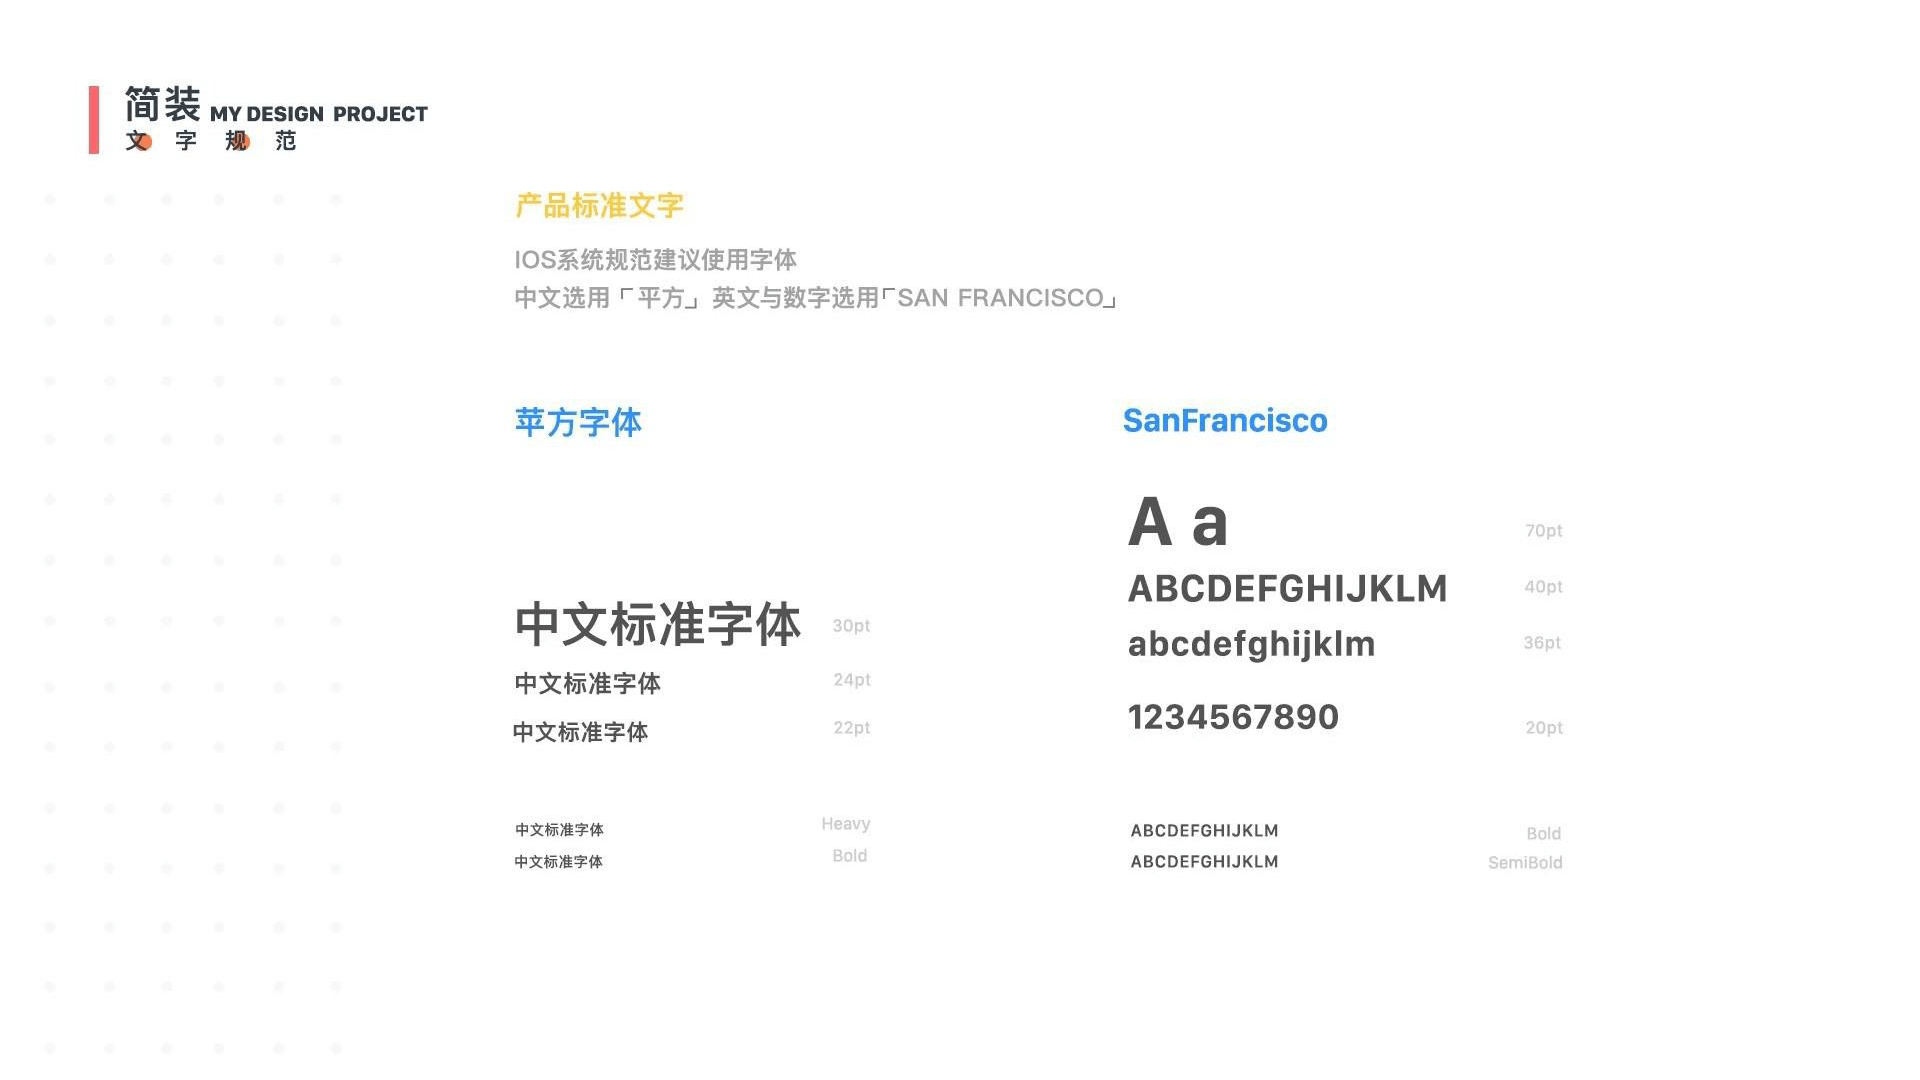 简装 MY DESIGN PROJECT
文字规范
产品标准文字
IOS系统规范建议使用字体
中文选用「平方」英文与数字选用「SAN FRANCISCO」
苹方字体
中文标准字体 30pt
中文标准字体 24pt
中文标准字体 22pt
中文标准字体 Heavy
中文标准字体 Bold
SanFrancisco
A a 70pt
ABCDEFGHIJKLM 40pt
abcdefghijklm 36pt
1234567890 20pt
ABCDEFGHIJKLM Bold
ABCDEFGHIJKLM SemiBold